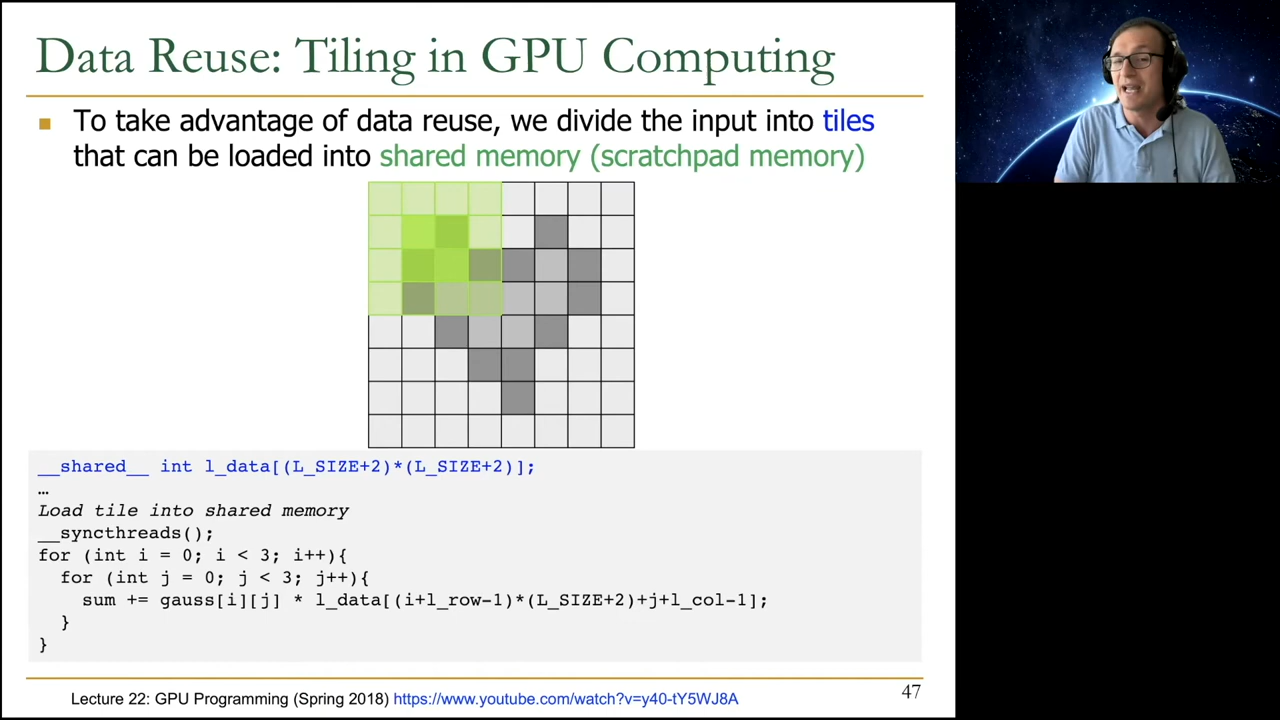 Data Reuse: Tiling in GPU Computing
To take advantage of data reuse, we divide the input into tiles
that can be loaded into shared memory (scratchpad memory)
__shared__ int l_data[(L_SIZE+2)*(L_SIZE+2)];
…
Load tile into shared memory
__syncthreads();
for (int i = 0; i < 3; i++){
  for (int j = 0; j < 3; j++){
    sum += gauss[i][j] * l_data[(i+l_row-1)*(L_SIZE+2)+j+l_col-1];
  }
}
Lecture 22: GPU Programming (Spring 2018) https://www.youtube.com/watch?v=y40-tY5WJ8A
47